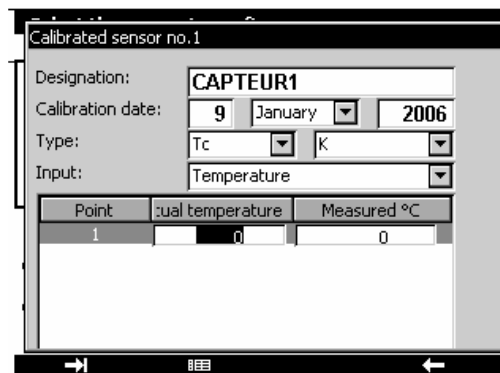 Calibrated sensor no.1
Designation: CAPTEUR1
Calibration date: 9 January 2006
Type: Tc K
Input: Temperature
Point :ual temperature Measured °C
1 0 0